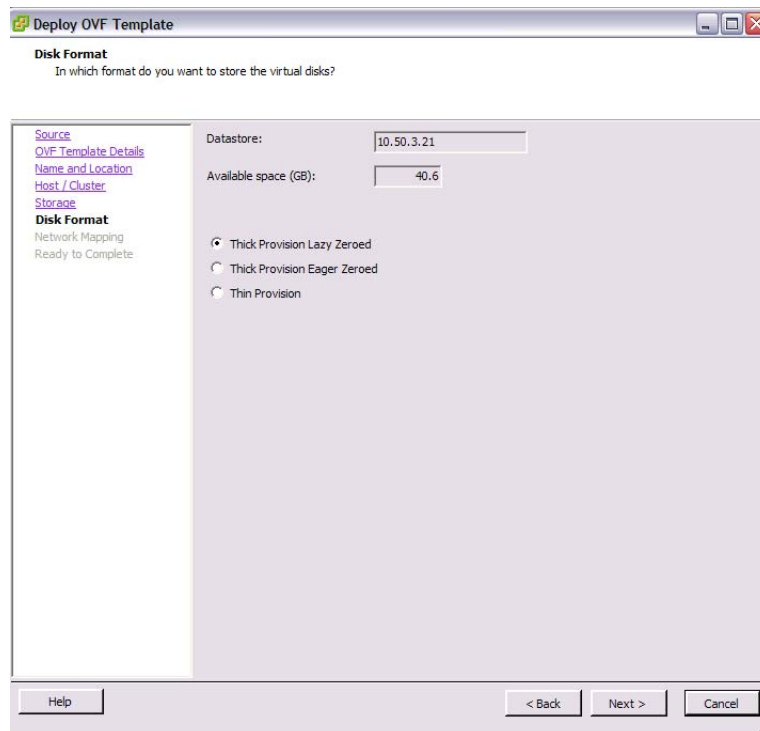 Deploy OVF Template
Disk Format
In which format do you want to store the virtual disks?
Source
OVF Template Details
Name and Location
Host / Cluster
Storage
Disk Format
Network Mapping
Ready to Complete
Datastore:
10.50.3.21
Available space (GB):
40.6
Thick Provision Lazy Zeroed
Thick Provision Eager Zeroed
Thin Provision
Help
< Back
Next >
Cancel